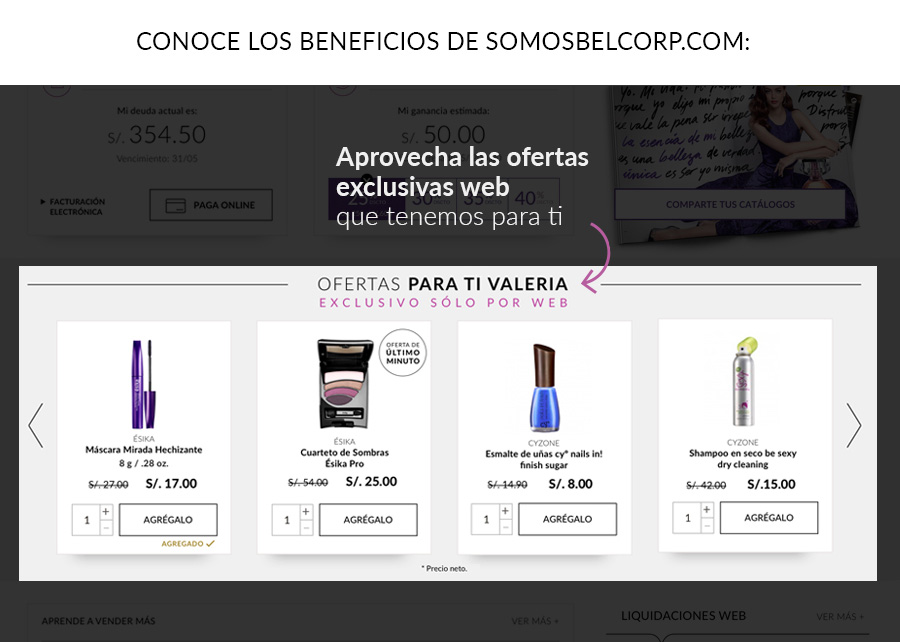 CONOCE LOS BENEFICIOS DE SOMOSBELCORP.COM:
Mi deuda actual es:
S/. 354.50
Vencimiento: 31/05
FACTURACIÓN
ELECTRÓNICA
PAGA ONLINE
Mi ganancia estimada:
S/. 50.00
25% 30% 35% 40%
COMPARTE TUS CATÁLOGOS
Aprovecha las ofertas
exclusivas web
que tenemos para ti
OFERTAS PARA TI VALERIA
EXCLUSIVO SÓLO POR WEB
ÉSIKA
Máscara Mirada Hechizante
8 g / .28 oz.
S/. 27.00 S/. 17.00
1 + - AGRÉGALO
AGREGADO
OFERTA DE
ÚLTIMO
MINUTO
ÉSIKA
Cuarteto de Sombras
Ésika Pro
S/. 54.00 S/. 25.00
1 + - AGRÉGALO
CYZONE
Esmalte de uñas cy° nails in!
finish sugar
S/. 14.90 S/. 8.00
1 + - AGRÉGALO
CYZONE
Shampoo en seco be sexy
dry cleaning
S/. 42.00 S/.15.00
1 + - AGRÉGALO
* Precio neto.
APRENDE A VENDER MÁS
VER MÁS +
LIQUIDACIONES WEB
VER MÁS +